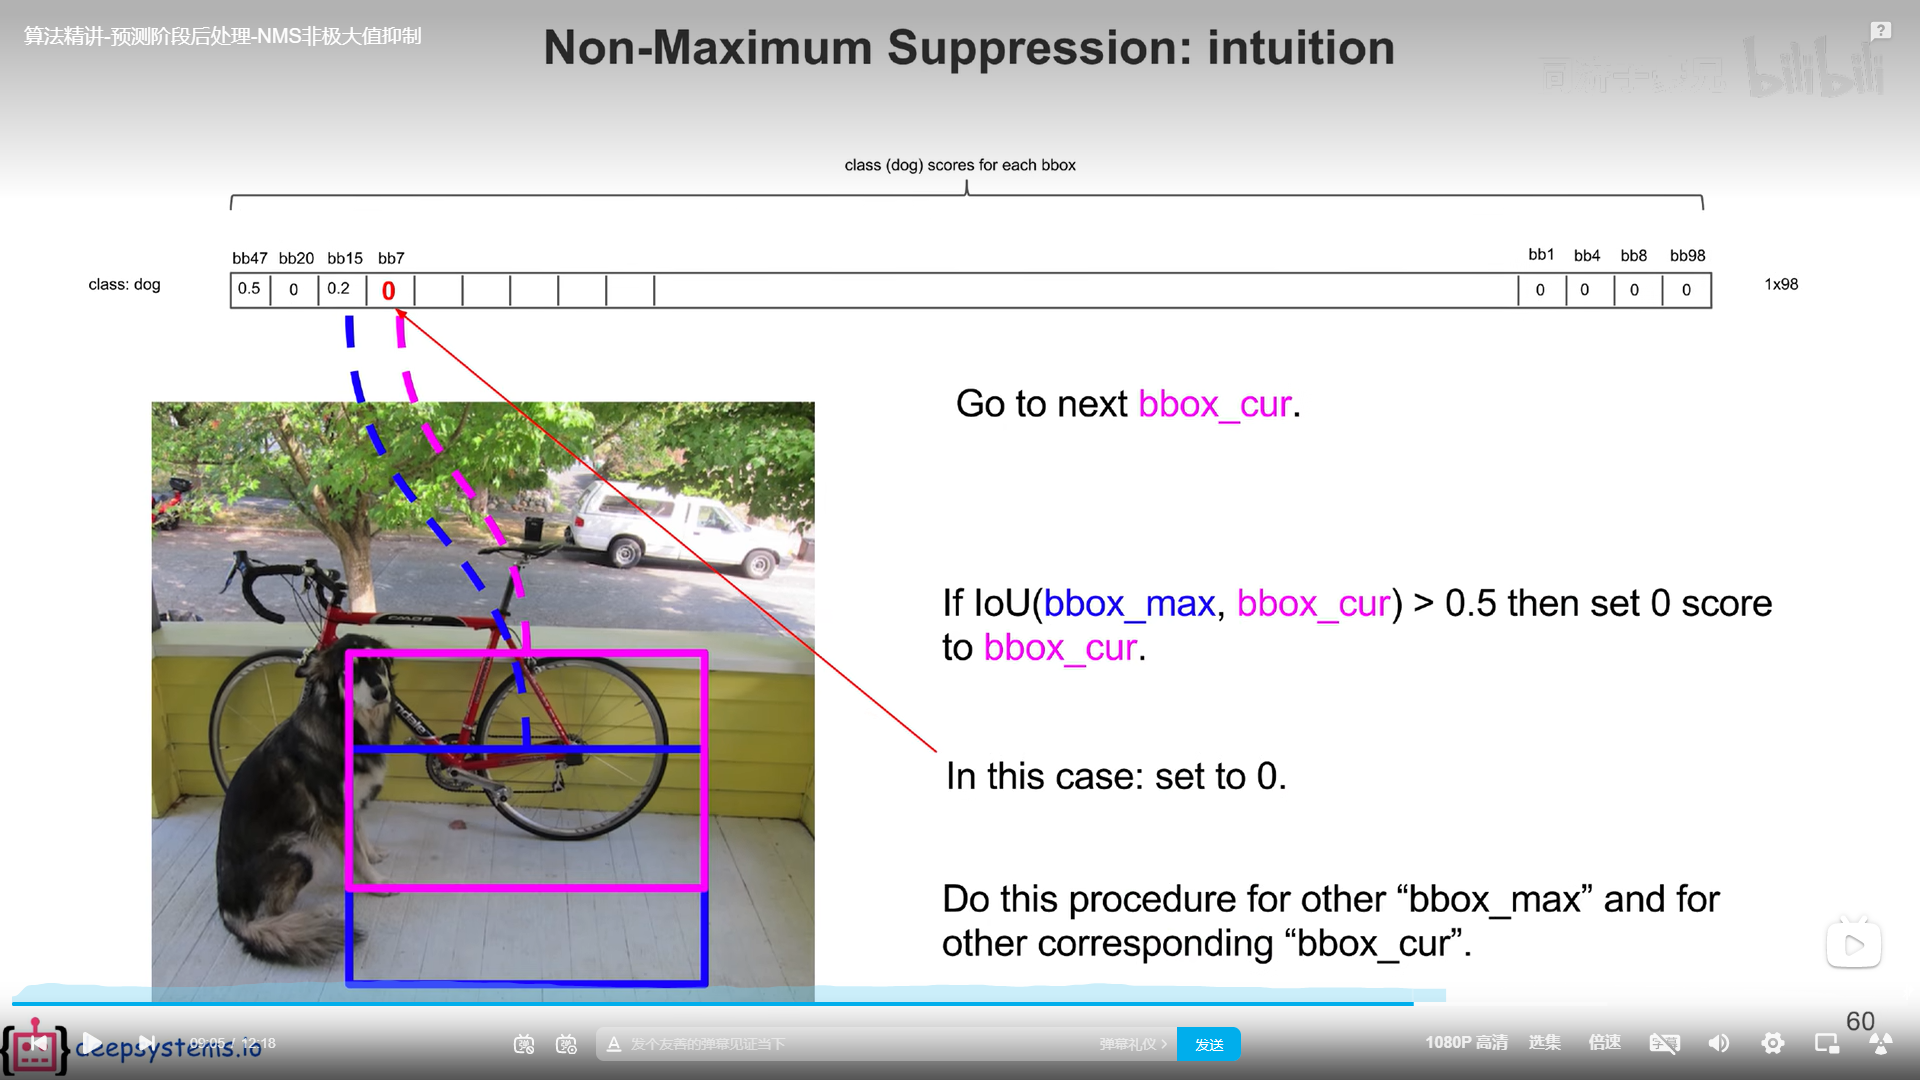 算法精讲-预测阶段后处理-NMS非极大值抑制
Non-Maximum Suppression: intuition
bilibili
class (dog) scores for each bbox
bb47 bb20 bb15 bb7 bb1 bb4 bb8 bb98
class: dog 0.5 0 0.2 0 0 0 0 0 1x98
Go to next bbox_cur.
If IoU(bbox_max, bbox_cur) > 0.5 then set 0 score
to bbox_cur.
In this case: set to 0.
Do this procedure for other “bbox_max” and for
other corresponding “bbox_cur”.
60
deepsystems.io
09:05 / 12:18
发个友善的弹幕见证当下
弹幕礼仪
发送
1080P 高清
选集
倍速